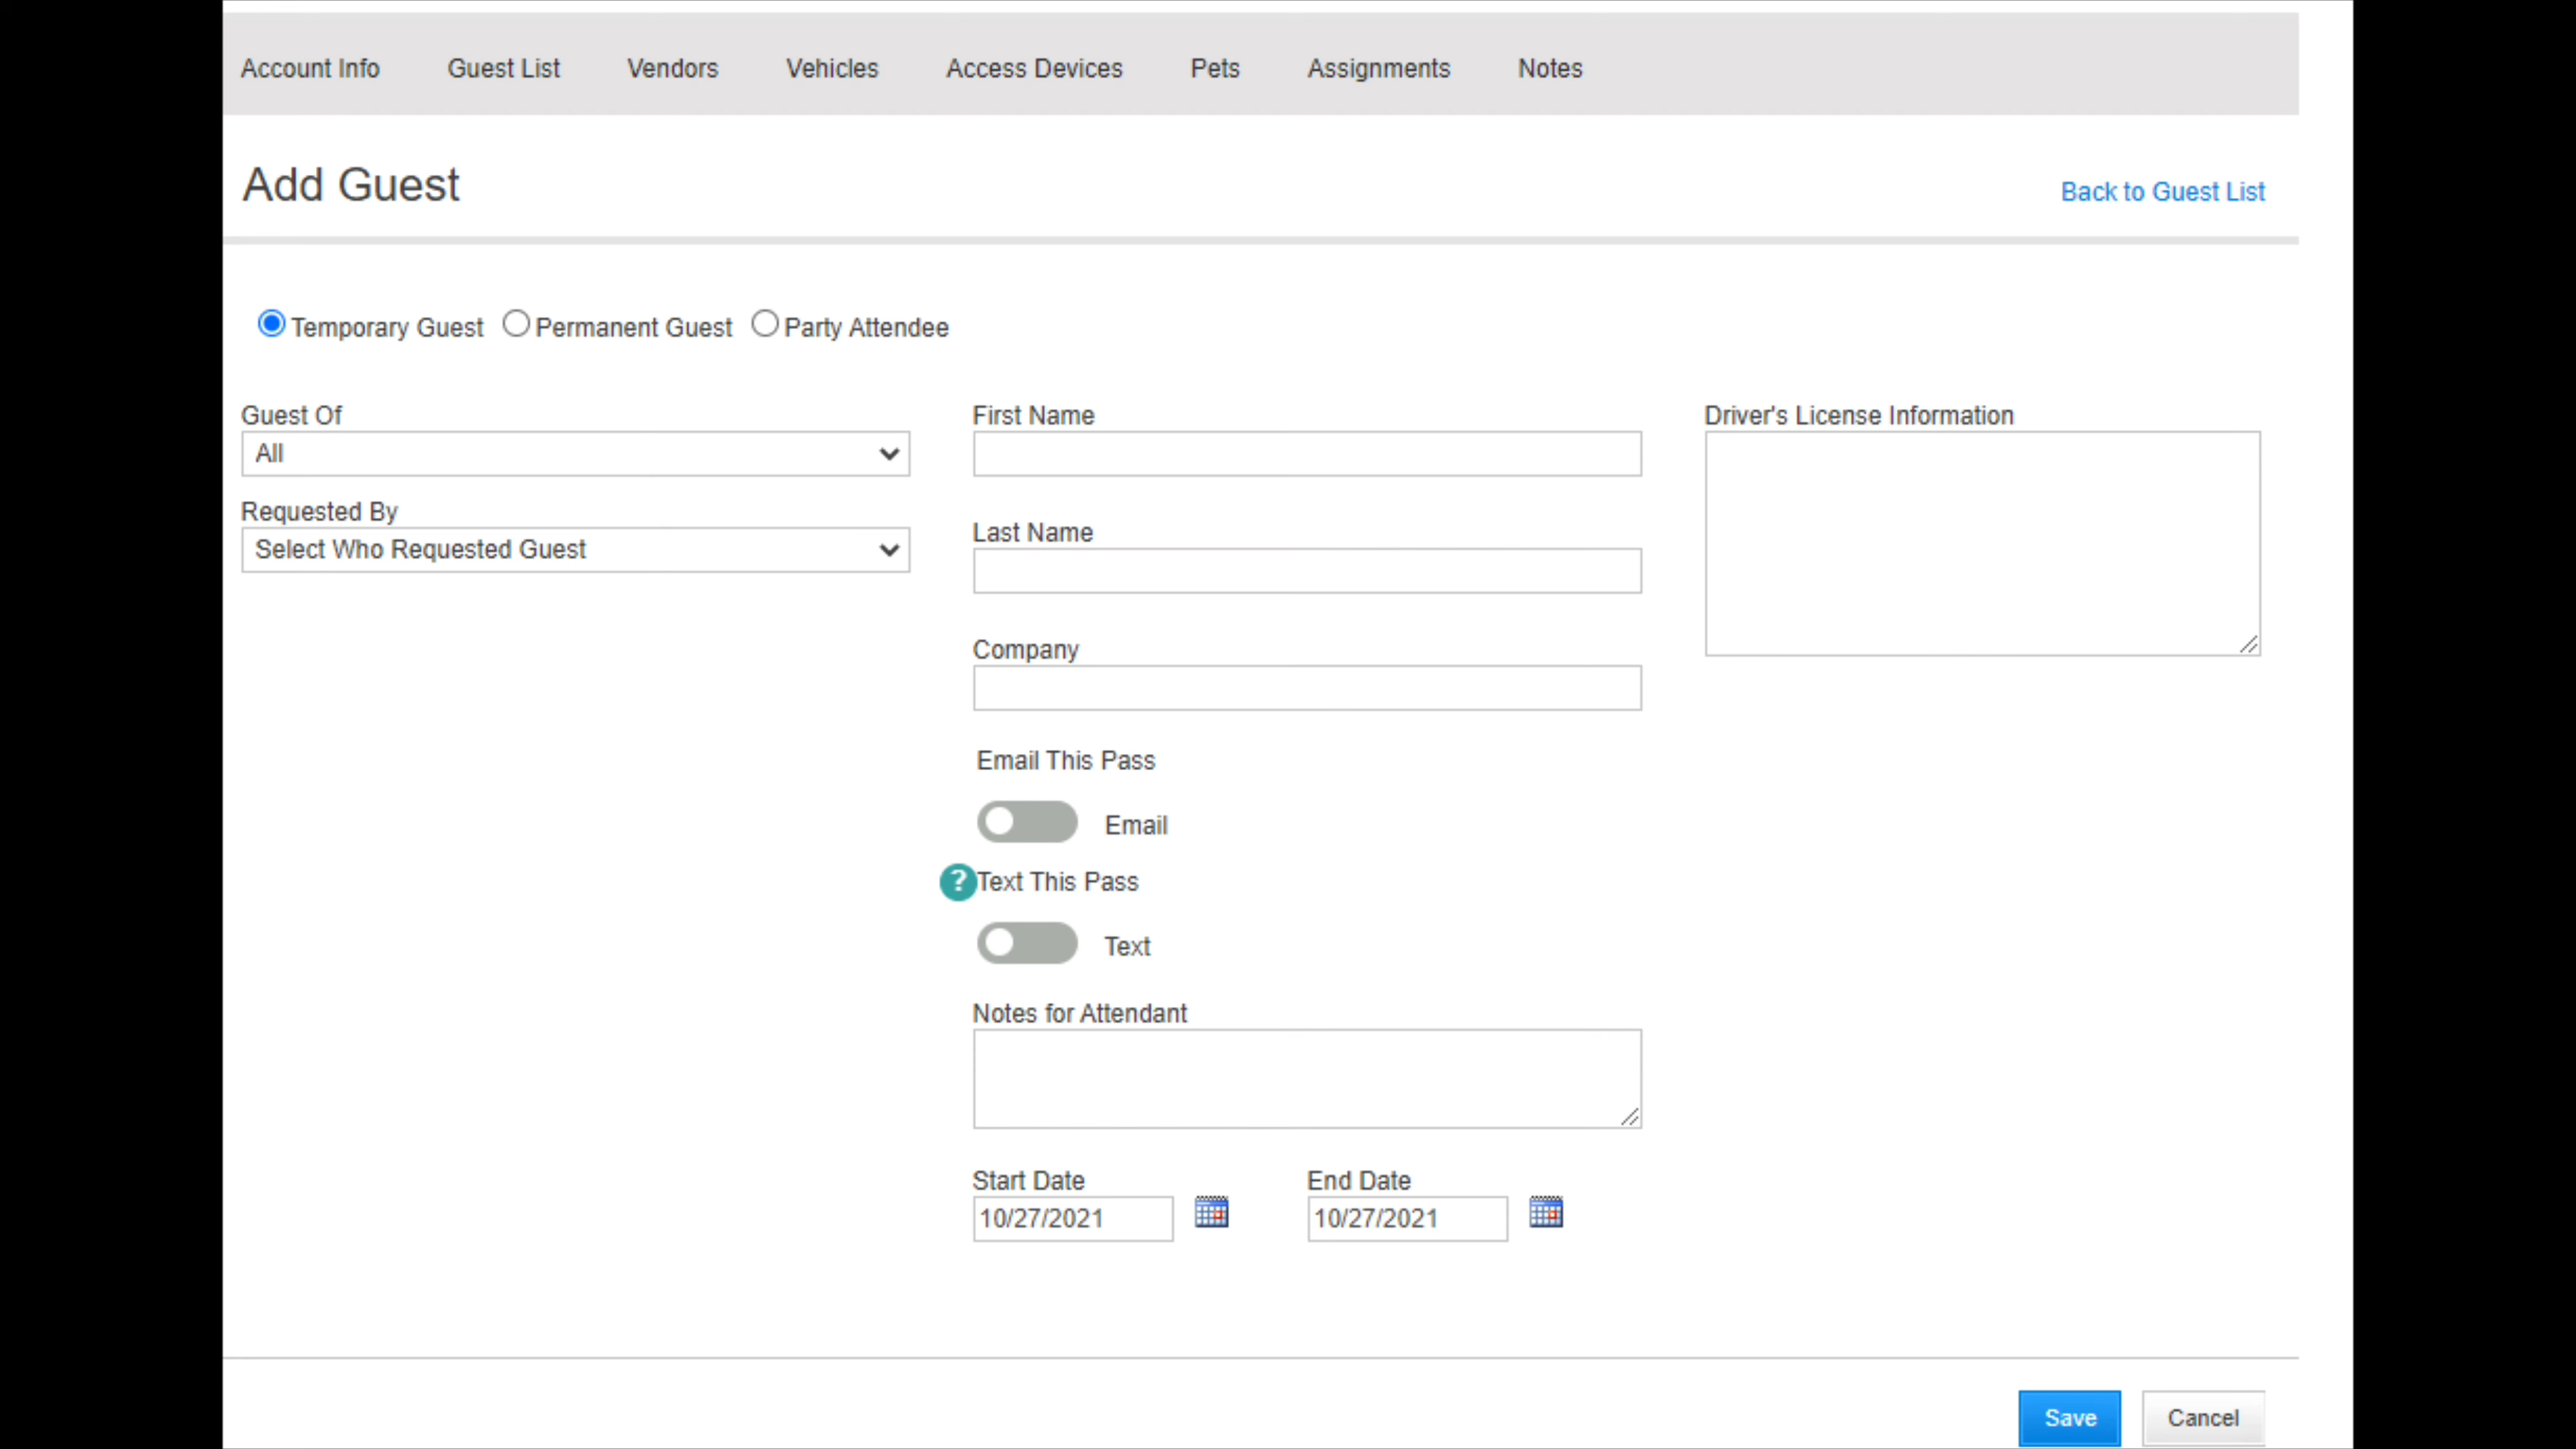 Account Info Guest List Vendors Vehicles Access Devices Pets Assignments Notes
Add Guest
Back to Guest List
Temporary Guest Permanent Guest Party Attendee
Guest Of
All
Requested By
Select Who Requested Guest
First Name
Last Name
Company
Email This Pass
Email
? Text This Pass
Text
Notes for Attendant
Start Date End Date
10/27/2021 10/27/2021
Driver's License Information
Save Cancel